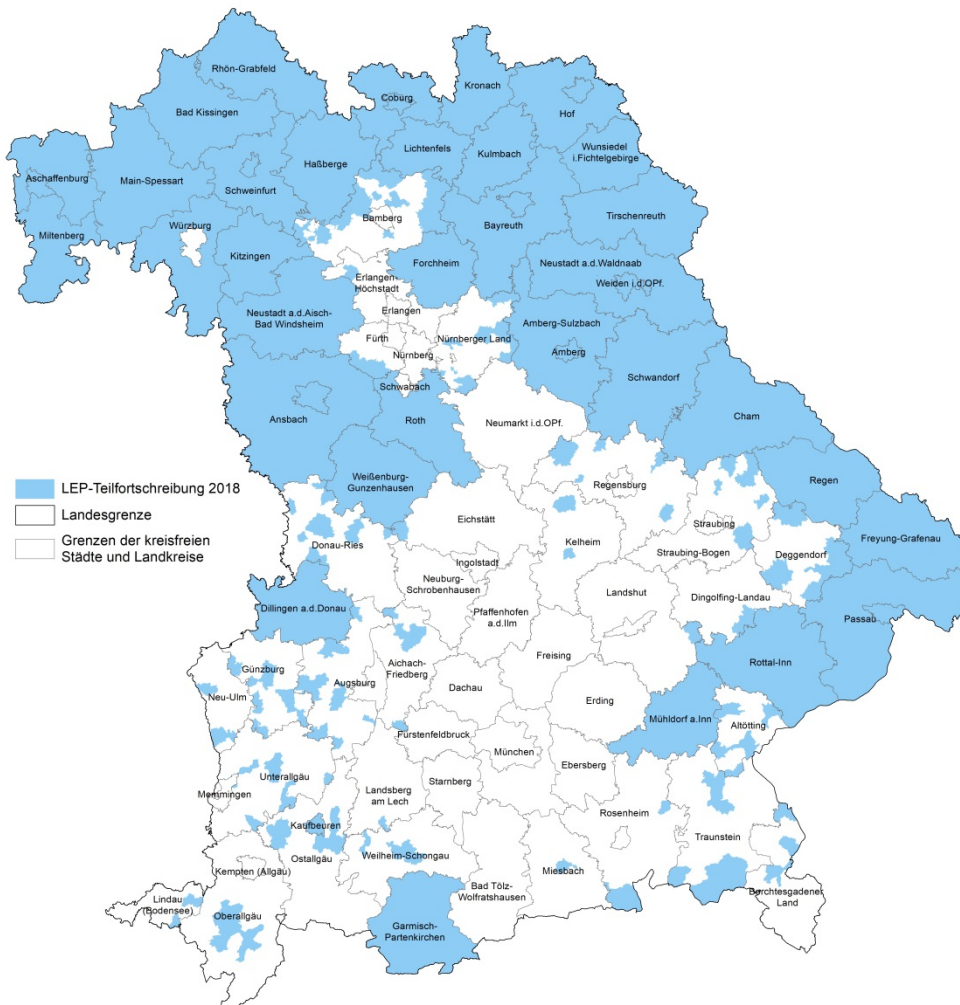 Rhön-Grabfeld
Kronach
Coburg
Hof
Bad Kissingen
Lichtenfels
Kulmbach
Wunsiedel
i.Fichtelgebirge
Haßberge
Aschaffenburg
Main-Spessart
Schweinfurt
Bamberg
Tirschenreuth
Bayreuth
Miltenberg
Würzburg
Kitzingen
Forchheim
Neustadt a.d.Waldnaab
Erlangen-
Höchstadt
Weiden i.d.OPf.
Erlangen
Neustadt a.d.Aisch-
Bad Windsheim
Amberg-Sulzbach
Fürth
Nürnberger Land
Nürnberg
Amberg
Schwandorf
Schwabach
Ansbach
Roth
Cham
Neumarkt i.d.OPf.
Weißenburg-
Gunzenhausen
Regen
Regensburg
LEP-Teilfortschreibung 2018
Landesgrenze
Grenzen der kreisfreien
Städte und Landkreise
Eichstätt
Straubing
Donau-Ries
Kelheim
Freyung-Grafenau
Straubing-Bogen
Deggendorf
Ingolstadt
Neuburg-
Schrobenhausen
Landshut
Dingolfing-Landau
Dillingen a.d.Donau
Pfaffenhofen
a.d.Ilm
Passau
Freising
Rottal-Inn
Günzburg
Aichach-
Friedberg
Augsburg
Dachau
Neu-Ulm
Erding
Mühldorf a.Inn
Altötting
Fürstenfeldbruck
München
Ebersberg
Unterallgäu
Starnberg
Landsberg
am Lech
Memmingen
Rosenheim
Kaufbeuren
Traunstein
Ostallgäu
Weilheim-Schongau
Kempten (Allgäu)
Miesbach
Bad Tölz-
Wolfratshausen
Berchtesgadener
Land
Lindau
(Bodensee)
Oberallgäu
Garmisch-
Partenkirchen